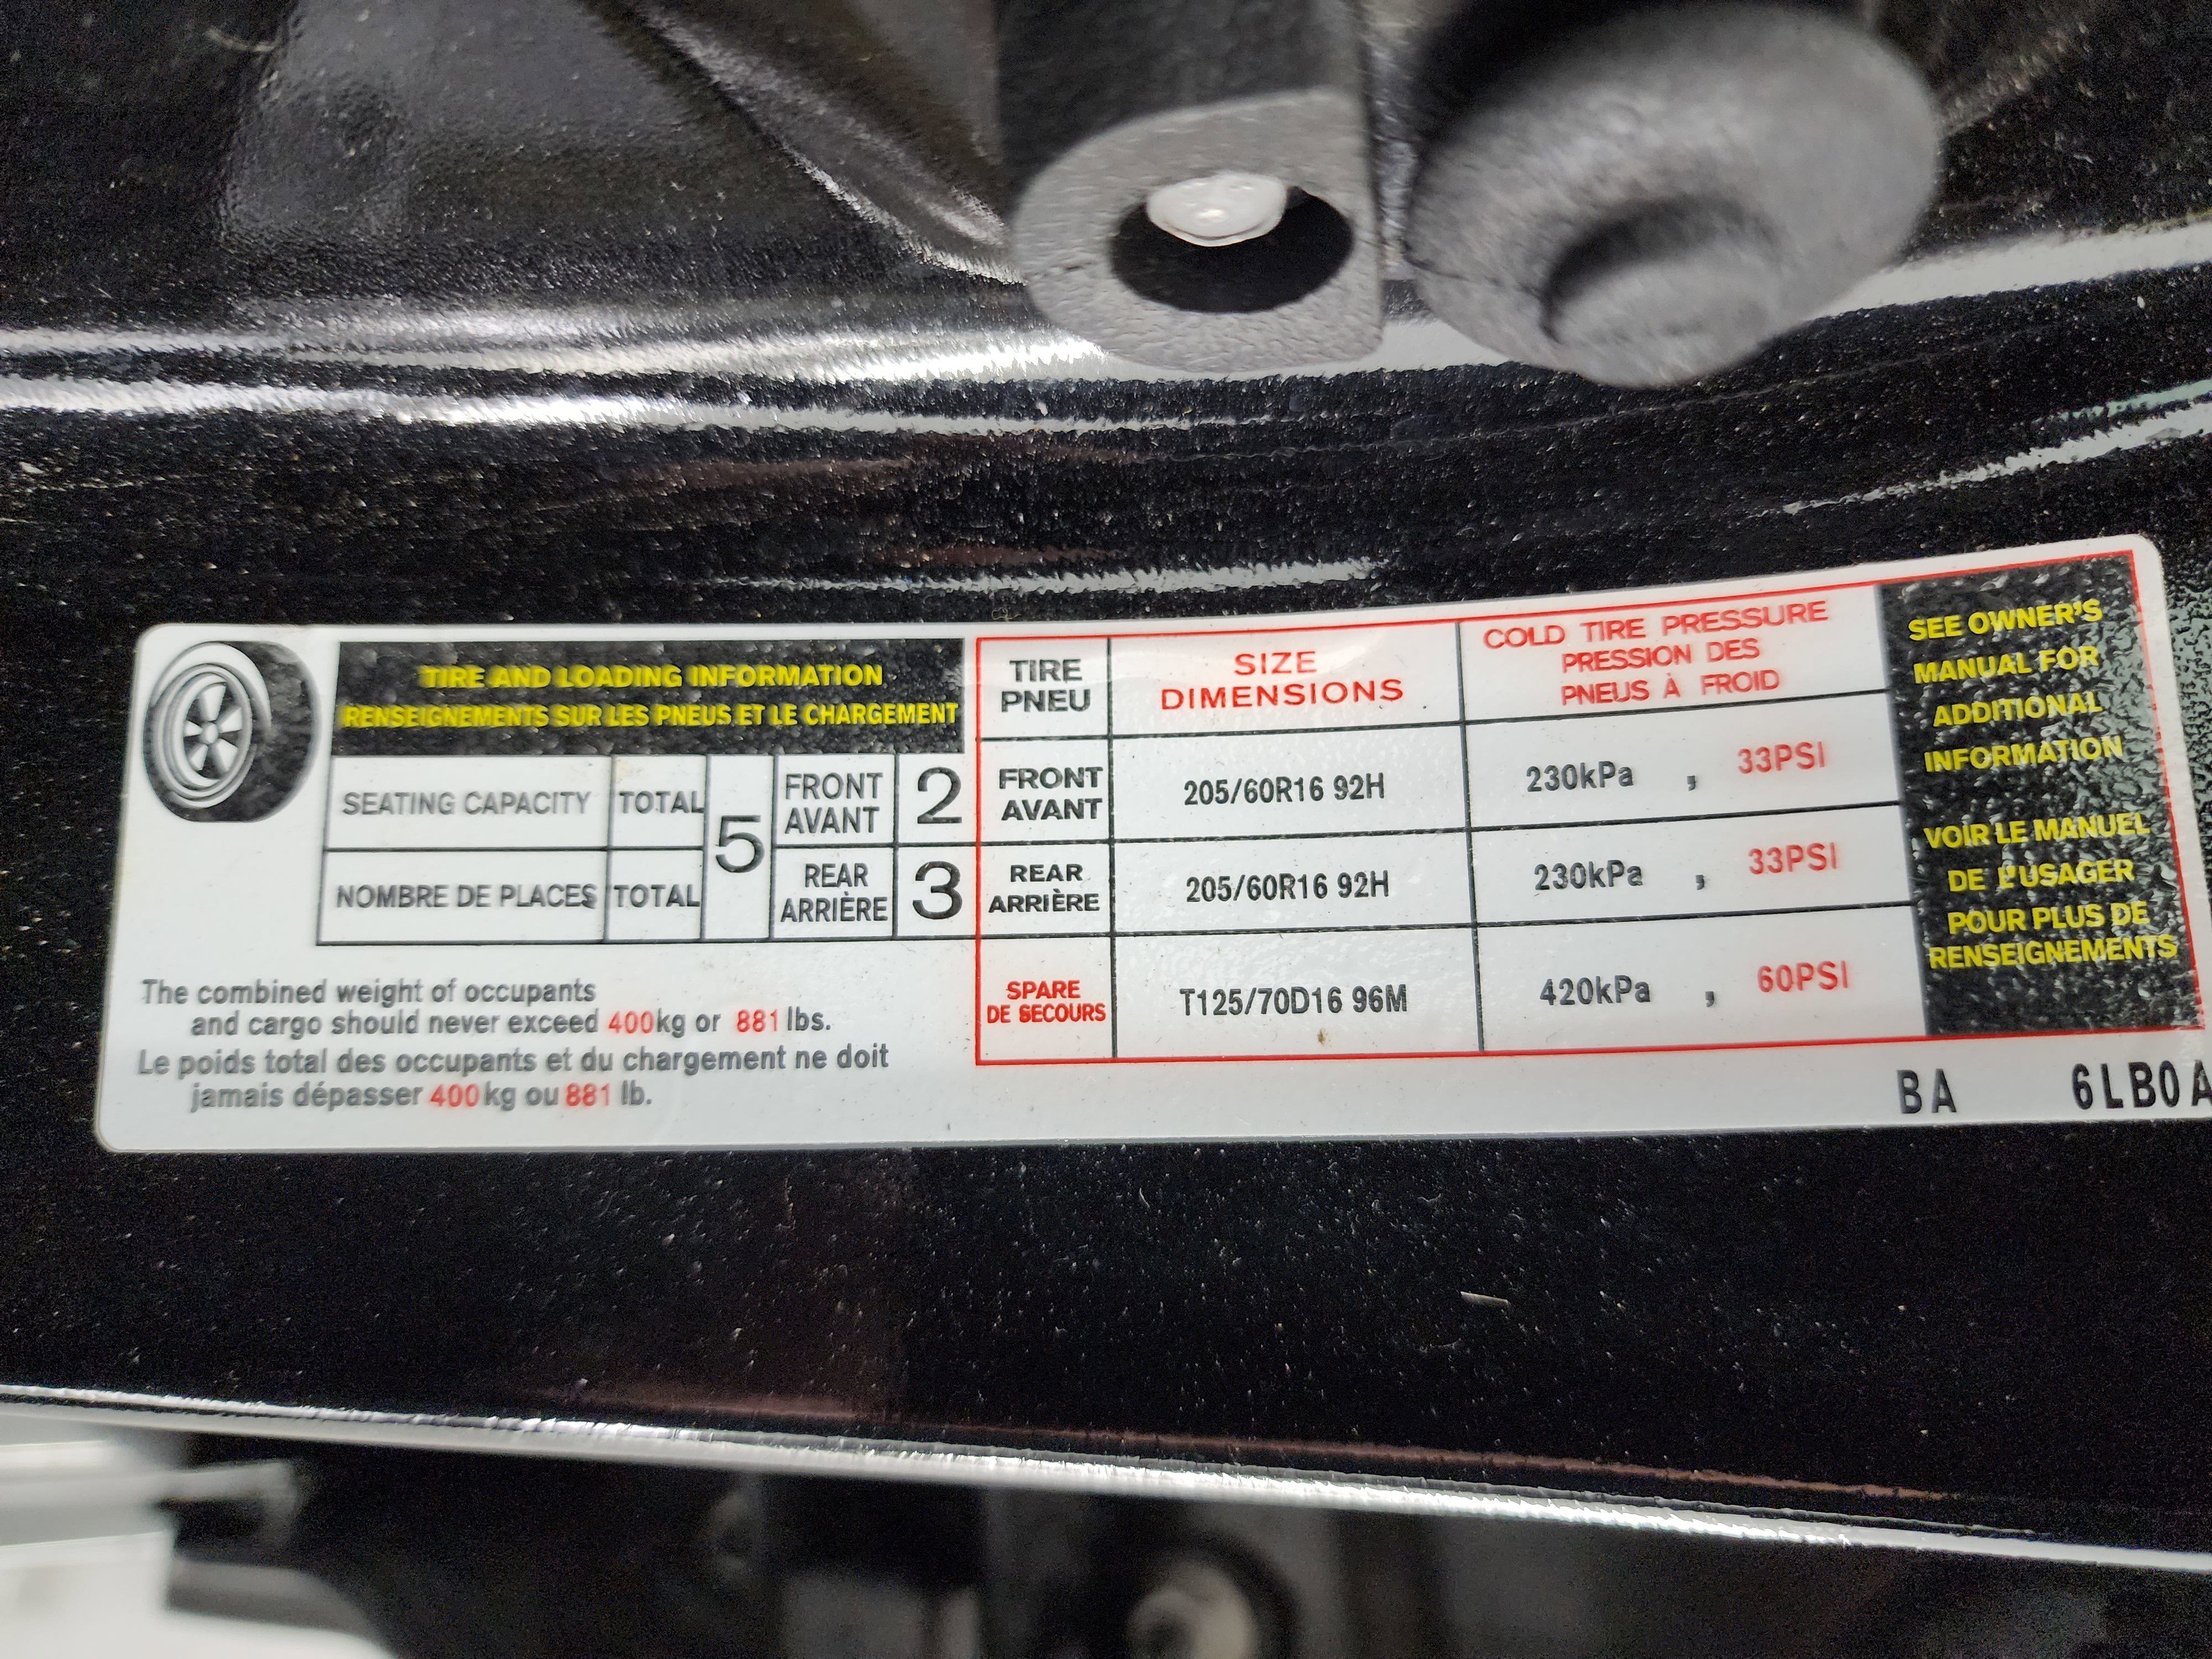 TIRE AND LOADING INFORMATION
RENSEIGNEMENTS SUR LES PNEUS ET LE CHARGEMENT
SEATING CAPACITY TOTAL 5 FRONT AVANT 2
NOMBRE DE PLACES TOTAL REAR ARRIÈRE 3
The combined weight of occupants
and cargo should never exceed 400kg or 881 lbs.
Le poids total des occupants et du chargement ne doit
jamais dépasser 400kg ou 881 lb.
TIRE PNEU SIZE DIMENSIONS COLD TIRE PRESSURE PRESSION DES PNEUS À FROID
FRONT AVANT 205/60R16 92H 230kPa , 33PSI
REAR ARRIÈRE 205/60R16 92H 230kPa , 33PSI
SPARE DE SECOURS T125/70D16 96M 420kPa , 60PSI
SEE OWNER'S
MANUAL FOR
ADDITIONAL
INFORMATION
VOIR LE MANUEL
DE L'USAGER
POUR PLUS DE
RENSEIGNEMENTS
BA 6LB0A